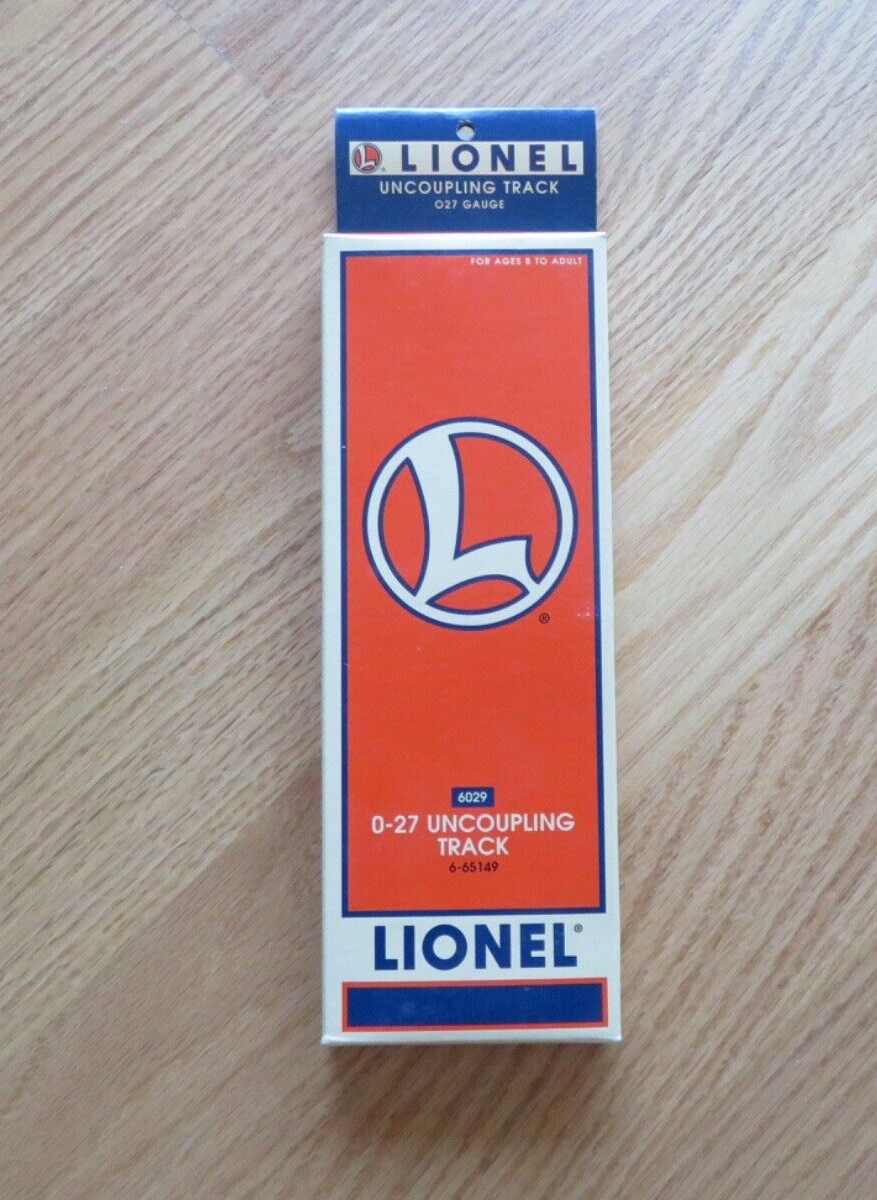 L ® LIONEL
UNCOUPLING TRACK
O27 GAUGE
FOR AGES 8 TO ADULT
L
®
6029
0-27 UNCOUPLING
TRACK
6-65149
LIONEL®